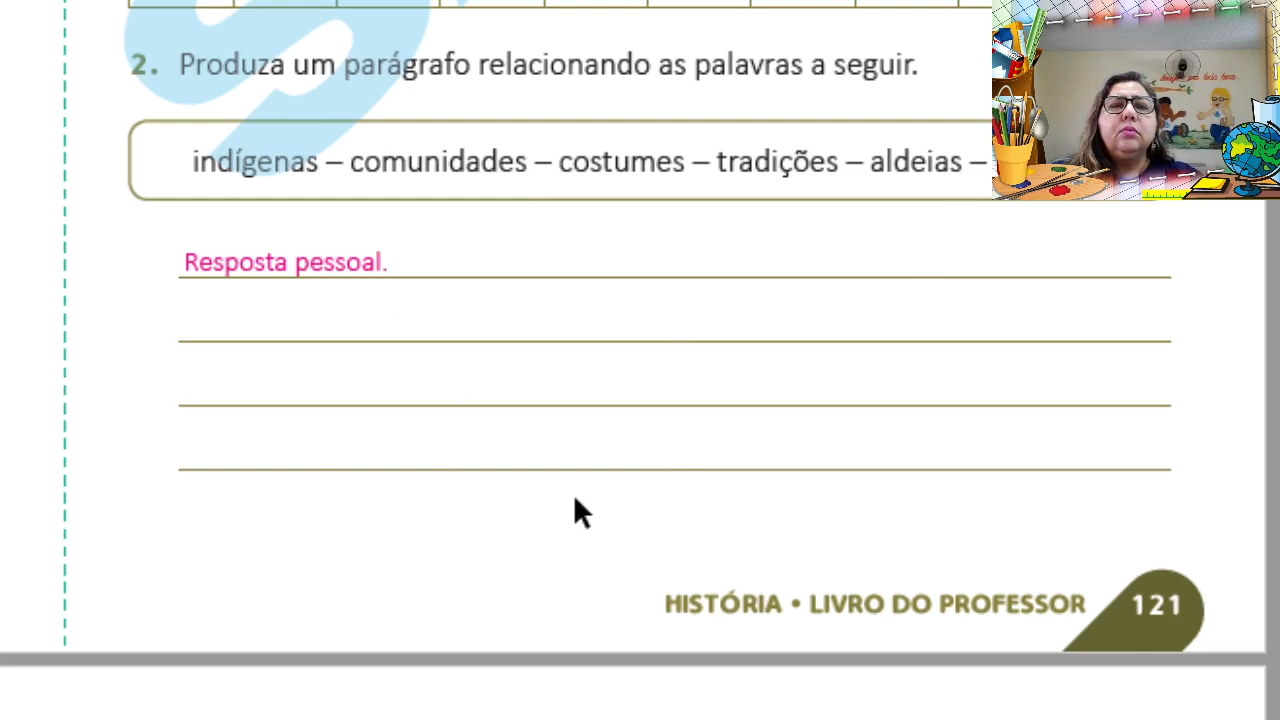 2. Produza um parágrafo relacionando as palavras a seguir.
indígenas – comunidades – costumes – tradições – aldeias –
Resposta pessoal.
HISTÓRIA • LIVRO DO PROFESSOR 121